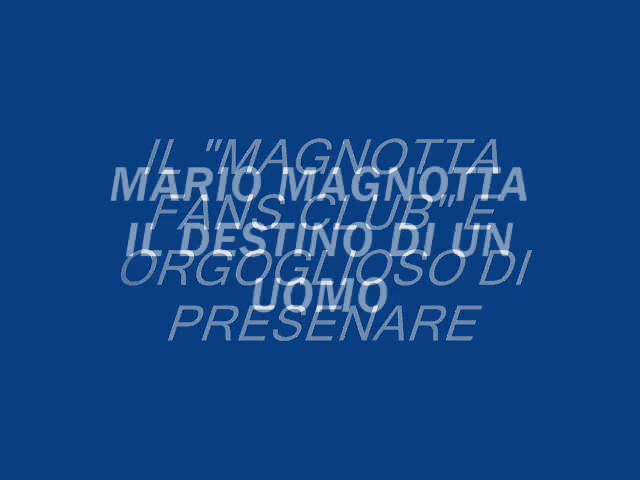 IL "MAGNOTTA
FANS CLUB" E'
ORGOGLIOSO DI
PRESENARE
MARIO MAGNOTTA
IL DESTINO DI UN
UOMO